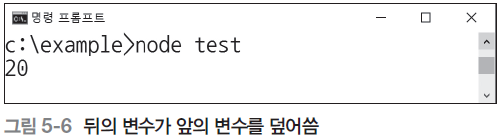 명령 프롬프트
c:\example>node test
20
그림 5-6 뒤의 변수가 앞의 변수를 덮어씀